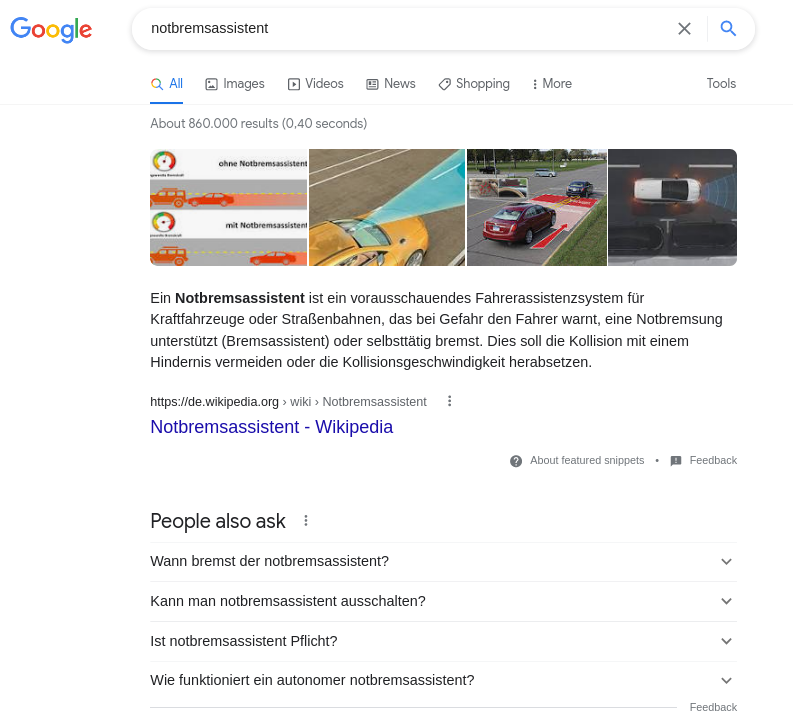 Google
notbremsassistent
All Images Videos News Shopping More Tools
About 860.000 results (0,40 seconds)
ohne Notbremsassistent
mit Notbremsassistent
Ein Notbremsassistent ist ein vorausschauendes Fahrerassistenzsystem für
Kraftfahrzeuge oder Straßenbahnen, das bei Gefahr den Fahrer warnt, eine Notbremsung
unterstützt (Bremsassistent) oder selbsttätig bremst. Dies soll die Kollision mit einem
Hindernis vermeiden oder die Kollisionsgeschwindigkeit herabsetzen.
https://de.wikipedia.org › wiki › Notbremsassistent
Notbremsassistent - Wikipedia
About featured snippets • Feedback
People also ask
Wann bremst der notbremsassistent?
Kann man notbremsassistent ausschalten?
Ist notbremsassistent Pflicht?
Wie funktioniert ein autonomer notbremsassistent?
Feedback